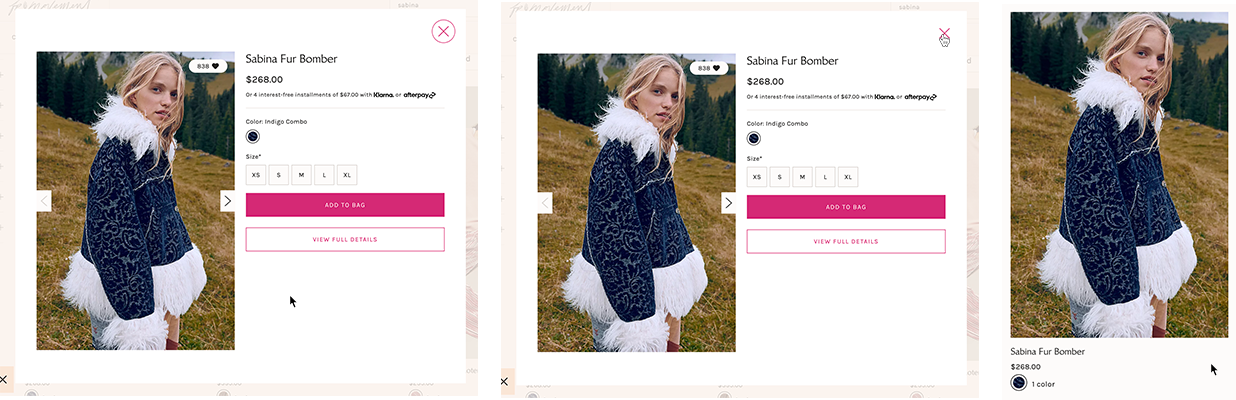 sabina
838
Sabina Fur Bomber
$268.00
Or 4 interest-free installments of $67.00 with Klarna. or afterpay
Color: Indigo Combo
Size*
XS S M L XL
ADD TO BAG
VIEW FULL DETAILS
sabina
838
Sabina Fur Bomber
$268.00
Or 4 interest-free installments of $67.00 with Klarna. or afterpay
Color: Indigo Combo
Size*
XS S M L XL
ADD TO BAG
VIEW FULL DETAILS
Sabina Fur Bomber
$268.00
1 color